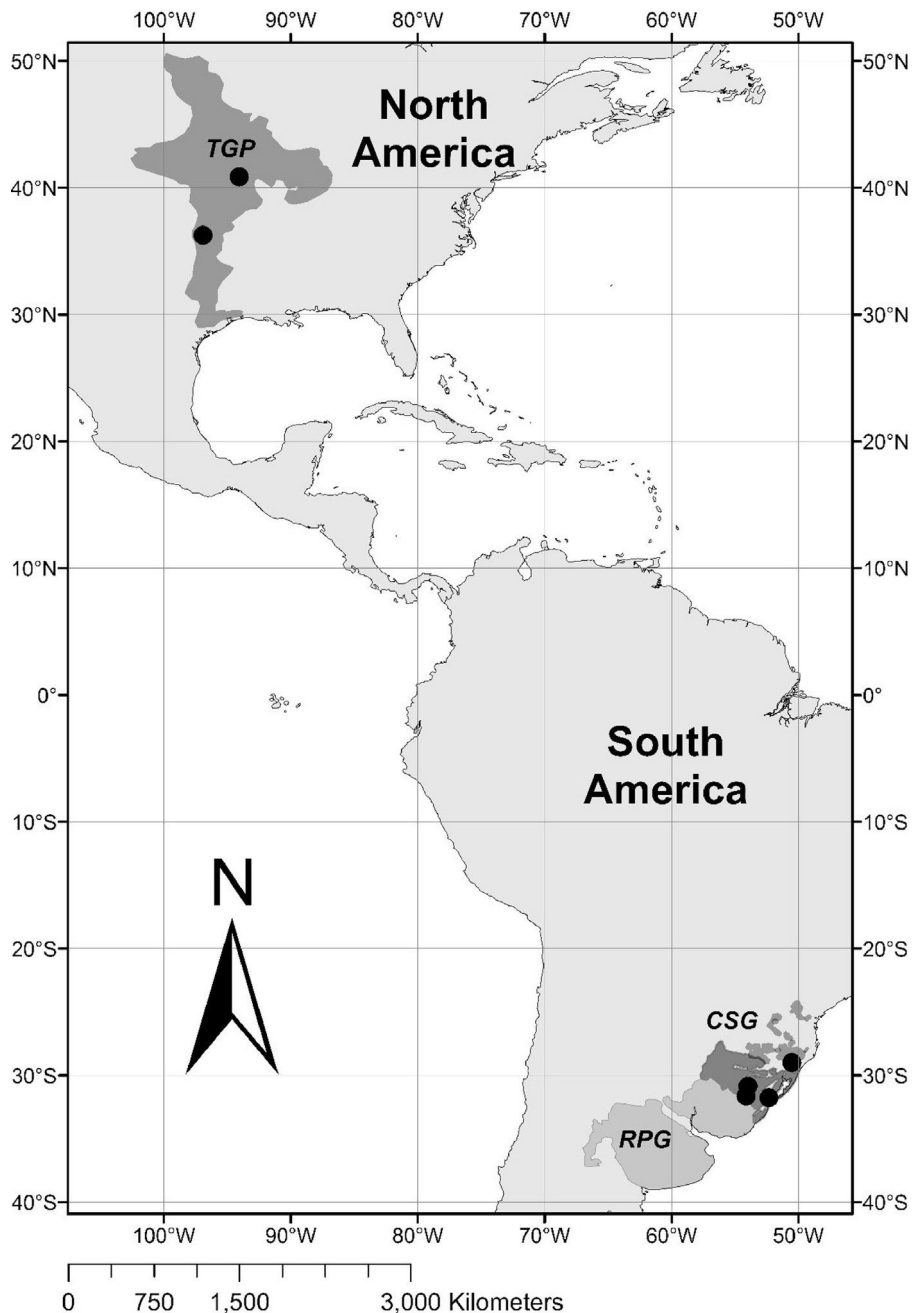 100°W 90°W 80°W 70°W 60°W 50°W
50°N 50°N
North
America
TGP
40°N 40°N
30°N 30°N
20°N 20°N
10°N 10°N
0° 0°
South
America
10°S 10°S
N
20°S 20°S
CSG
30°S 30°S
RPG
40°S 40°S
100°W 90°W 80°W 70°W 60°W 50°W
0 750 1,500 3,000 Kilometers